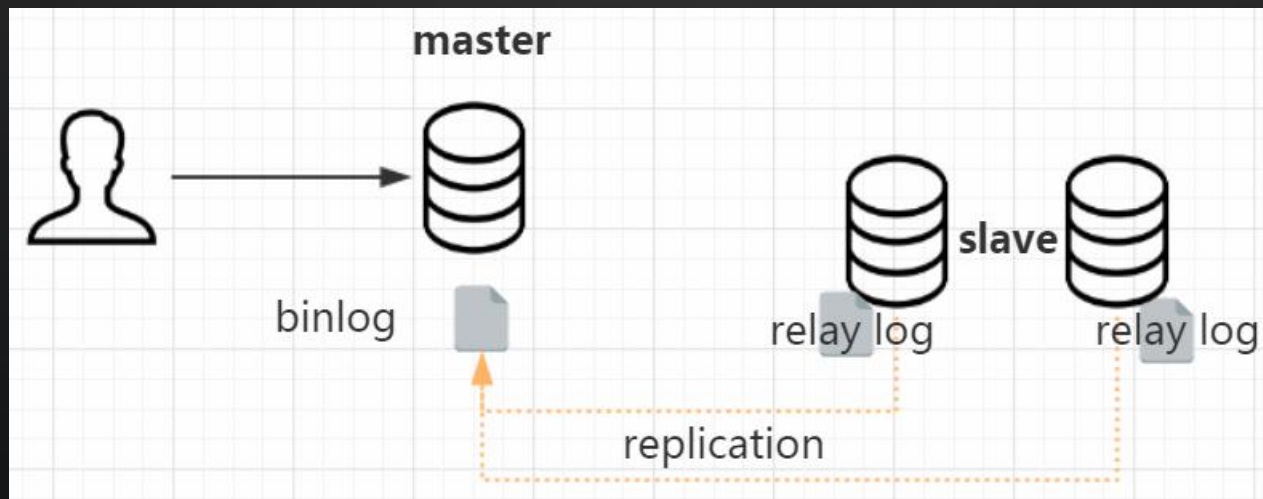 master
slave
binlog
relay log
relay log
replication